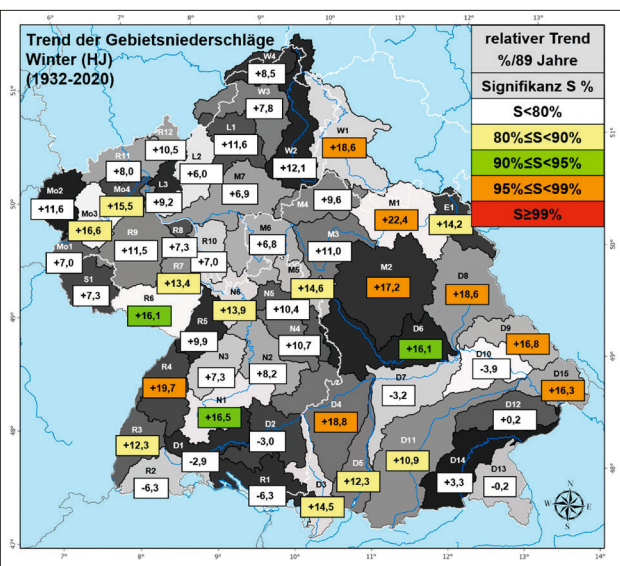 6° 7° 8° 9° 10° 11° 12° 13°
Trend der Gebietsniederschläge
Winter (HJ)
(1932-2020)
relativer Trend
%/89 Jahre
Signifikanz S %
S<80%
80%≤S<90%
90%≤S<95%
95%≤S<99%
S≥99%
W4
+8,5
W3
+7,8
51°
51°
R12
+10,5
L1
+11,6
W1
+18,6
R11
+8,0
L2
+6,0
W2
+12,1
Mo2
+11,6
Mo4
+15,5
L3
+9,2
M7
+6,9
M4
+9,6
M1
+22,4
E1
+14,2
50°
50°
Mo3
+16,6
R9
+11,5
R8
+7,3
R10
+7,0
M6
+6,8
M3
+11,0
Mo1
+7,0
S1
+7,3
R7
+13,4
M5
+14,6
M2
+17,2
D8
+18,6
R6
+16,1
N6
+13,9
N5
+10,4
49°
49°
R5
+9,9
N4
+10,7
D6
+16,1
D9
+16,8
D10
-3,9
R4
+19,7
N3
+7,3
N2
+8,2
D7
-3,2
D15
+16,3
N1
+16,5
D4
+18,8
D12
+0,2
48°
48°
R3
+12,3
D1
-2,9
D2
-3,0
D11
+10,9
R2
-6,3
R1
-6,3
D3
+14,5
D5
+12,3
D14
+3,3
D13
-0,2
N
W E
S
47°
7° 8° 9° 10° 11° 12°